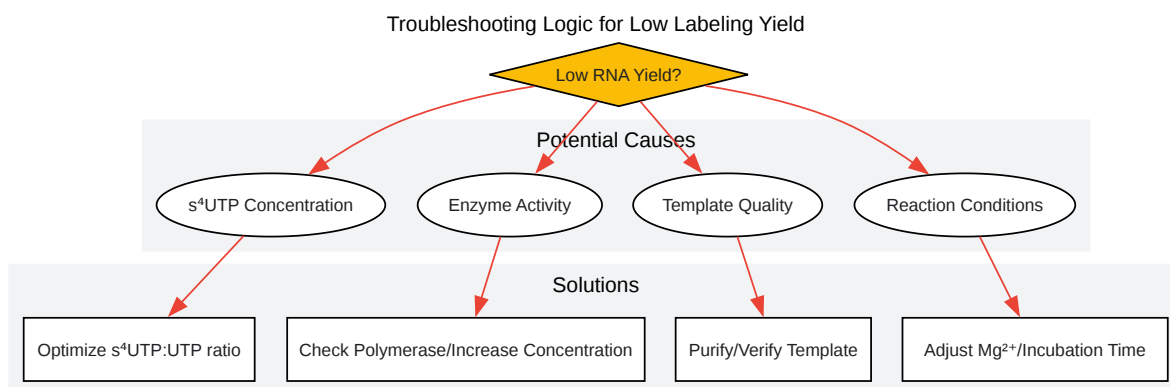 Troubleshooting Logic for Low Labeling Yield
Low RNA Yield?
Potential Causes
s⁴UTP Concentration
Enzyme Activity
Template Quality
Reaction Conditions
Solutions
Optimize s⁴UTP:UTP ratio
Check Polymerase/Increase Concentration
Purify/Verify Template
Adjust Mg²⁺/Incubation Time